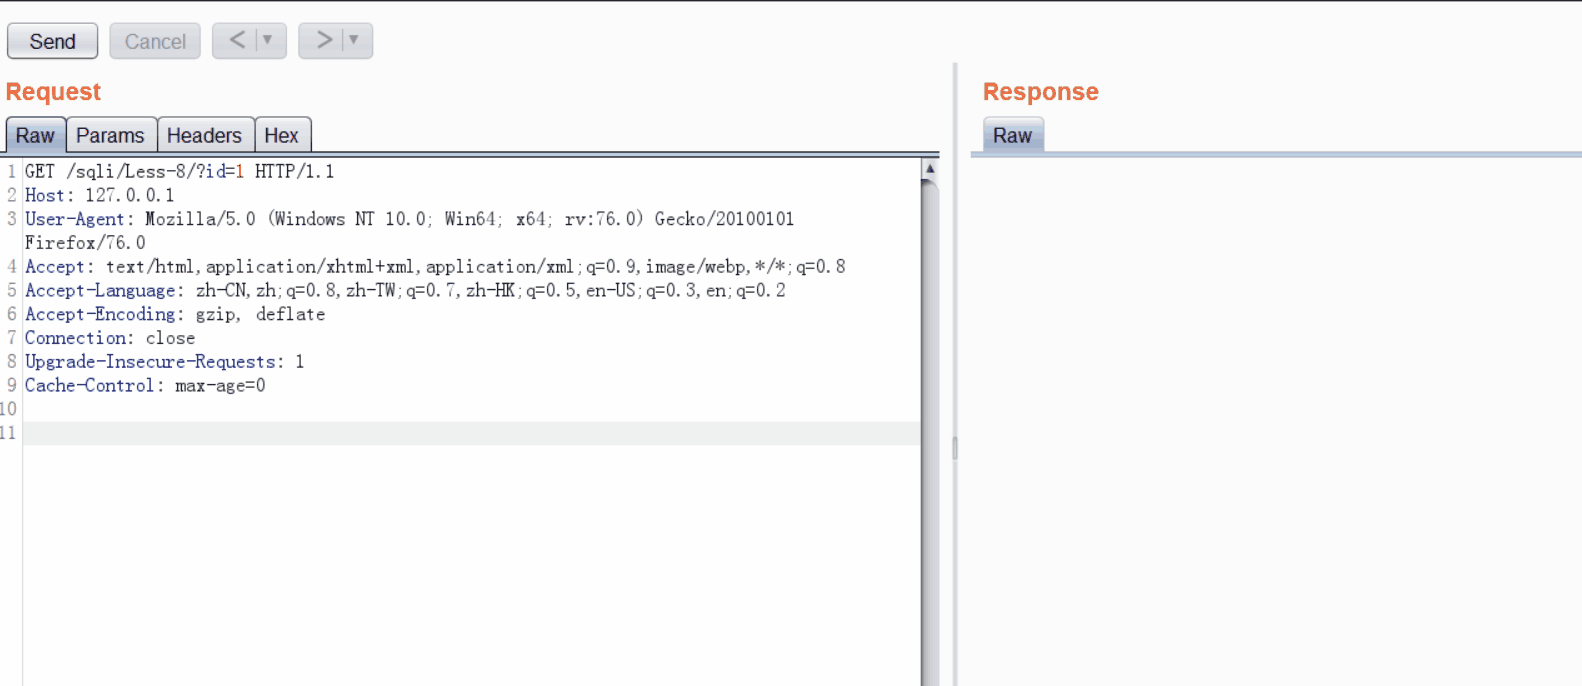 Send Cancel < ▼ > ▼
Request
Raw Params Headers Hex
1 GET /sqli/Less-8/?id=1 HTTP/1.1
2 Host: 127.0.0.1
3 User-Agent: Mozilla/5.0 (Windows NT 10.0; Win64; x64; rv:76.0) Gecko/20100101
Firefox/76.0
4 Accept: text/html,application/xhtml+xml,application/xml;q=0.9,image/webp,*/*;q=0.8
5 Accept-Language: zh-CN,zh;q=0.8,zh-TW;q=0.7,zh-HK;q=0.5,en-US;q=0.3,en;q=0.2
6 Accept-Encoding: gzip, deflate
7 Connection: close
8 Upgrade-Insecure-Requests: 1
9 Cache-Control: max-age=0
10
11
Response
Raw